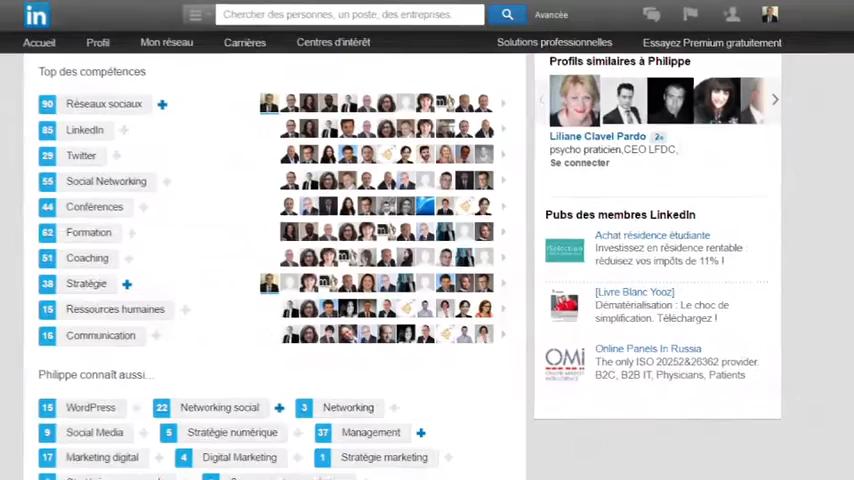 in
Chercher des personnes, un poste, des entreprises.
Avancée
Accueil Profil Mon réseau Carrières Centres d'intérêt Solutions professionnelles Essayez Premium gratuitement
Top des compétences
90 Réseaux sociaux
85 LinkedIn
29 Twitter
55 Social Networking
44 Conférences
62 Formation
51 Coaching
38 Stratégie
15 Ressources humaines
16 Communication
Philippe connaît aussi...
15 WordPress 22 Networking social 3 Networking
9 Social Media 5 Stratégie numérique 37 Management
17 Marketing digital 4 Digital Marketing 1 Stratégie marketing
Profils similaires à Philippe
Liliane Clavel Pardo 2e
psycho praticien,CEO LFDC,
Se connecter
Pubs des membres LinkedIn
Achat résidence étudiante
Investissez en résidence rentable :
réduisez vos impôts de 11% !
[Livre Blanc Yooz]
Dématérialisation : Le choc de
simplification. Téléchargez !
OMi
Online Panels In Russia
The only ISO 20252&26362 provider.
B2C, B2B IT, Physicians, Patients